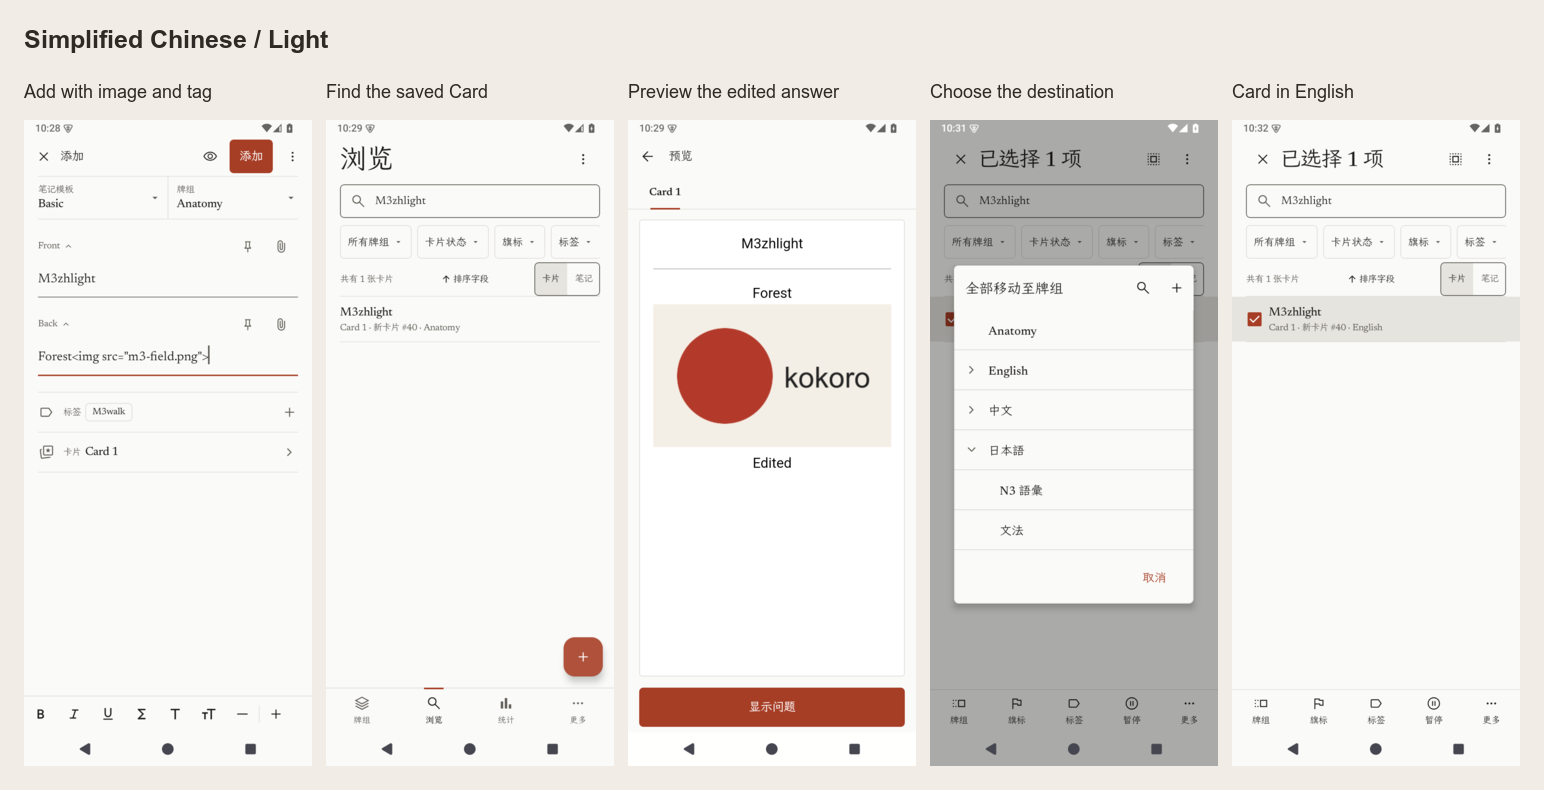 Simplified Chinese / Light
Add with image and tag
10:28
添加
添加
笔记模板
Basic
牌组
Anatomy
Front
M3zhlight
Back
Forest<img src="m3-field.png">
标签 M3walk
卡片 Card 1
B I U Σ T тT
Find the saved Card
10:29
浏览
M3zhlight
所有牌组 卡片状态 旗标 标签
共有 1 张卡片 排序字段 卡片 笔记
M3zhlight
Card 1 · 新卡片 #40 · Anatomy
牌组 浏览 统计 更多
Preview the edited answer
10:29
预览
Card 1
M3zhlight
Forest
kokoro
Edited
显示问题
Choose the destination
10:31
已选择 1 项
M3zhlight
所有牌组 卡片状态 旗标 标签
全部移动至牌组
Anatomy
English
中文
日本語
N3 語彙
文法
取消
牌组 旗标 标签 暂停 更多
Card in English
10:32
已选择 1 项
M3zhlight
所有牌组 卡片状态 旗标 标签
共有 1 张卡片 排序字段 卡片 笔记
M3zhlight
Card 1 · 新卡片 #40 · English
牌组 旗标 标签 暂停 更多